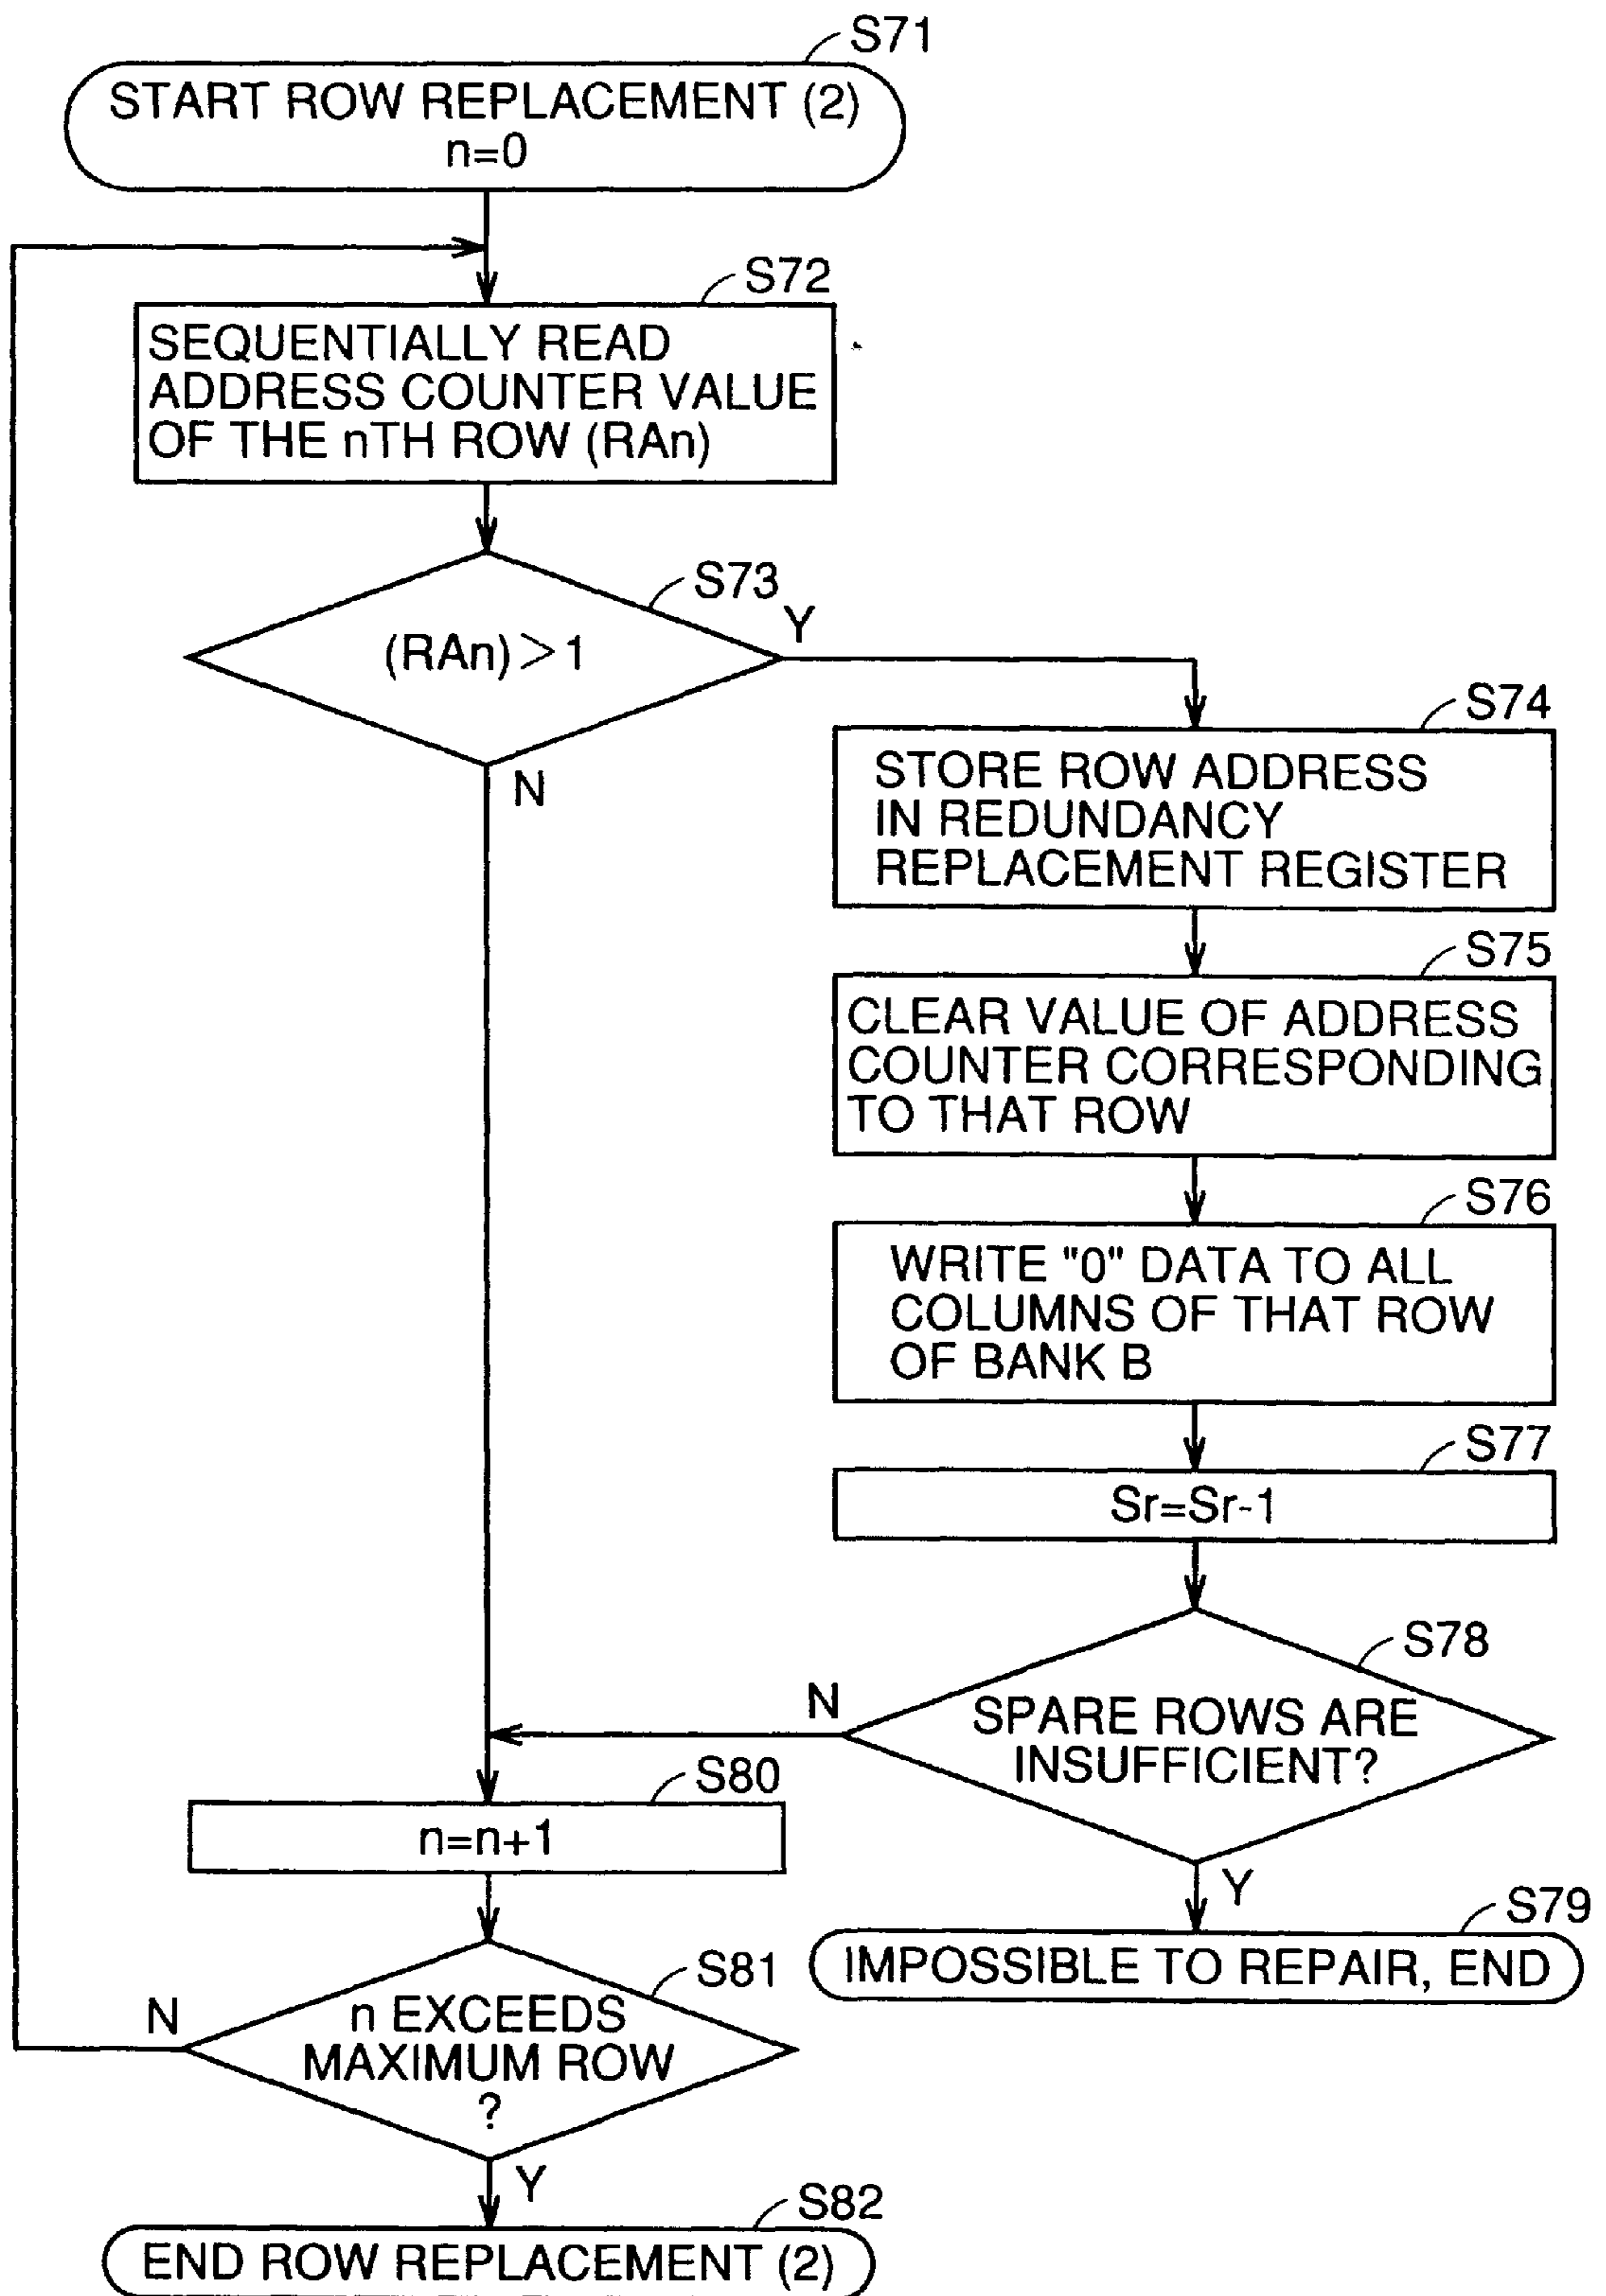 S71
START ROW REPLACEMENT (2)
n=0
S72
SEQUENTIALLY READ
ADDRESS COUNTER VALUE
OF THE nTH ROW (RAn)
S73
(RAn)>1
Y
N
S74
STORE ROW ADDRESS
IN REDUNDANCY
REPLACEMENT REGISTER
S75
CLEAR VALUE OF ADDRESS
COUNTER CORRESPONDING
TO THAT ROW
S76
WRITE "0" DATA TO ALL
COLUMNS OF THAT ROW
OF BANK B
S77
Sr=Sr-1
S78
SPARE ROWS ARE
INSUFFICIENT?
N
Y
S79
IMPOSSIBLE TO REPAIR, END
S80
n=n+1
S81
n EXCEEDS
MAXIMUM ROW
?
N
Y
S82
END ROW REPLACEMENT (2)